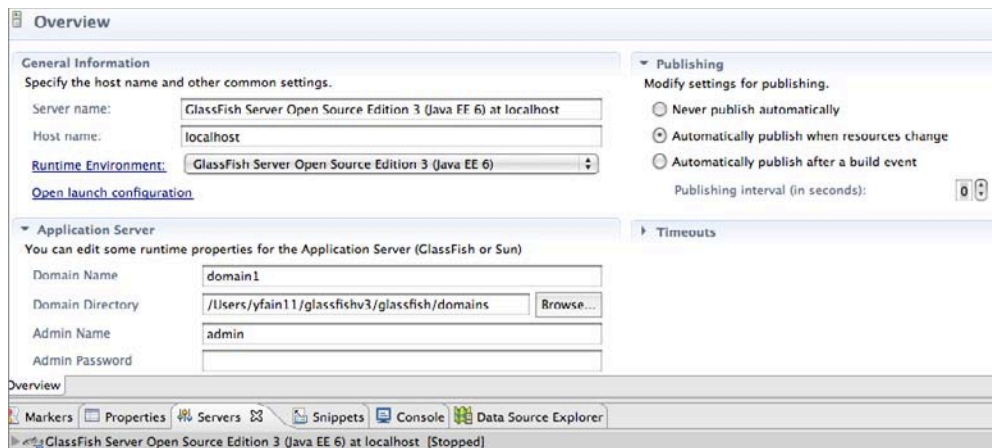 Overview
General Information
Specify the host name and other common settings.
Server name:
GlassFish Server Open Source Edition 3 (Java EE 6) at localhost
Host name:
localhost
Runtime Environment:
GlassFish Server Open Source Edition 3 (Java EE 6)
Open launch configuration
Publishing
Modify settings for publishing.
Never publish automatically
Automatically publish when resources change
Automatically publish after a build event
Publishing interval (in seconds):
0
Application Server
You can edit some runtime properties for the Application Server (GlassFish or Sun)
Domain Name
domain1
Domain Directory
/Users/yfain11/glassfishv3/glassfish/domains
Browse...
Admin Name
admin
Admin Password
Timeouts
Overview
Markers
Properties
Servers
Snippets
Console
Data Source Explorer
GlassFish Server Open Source Edition 3 (Java EE 6) at localhost [Stopped]